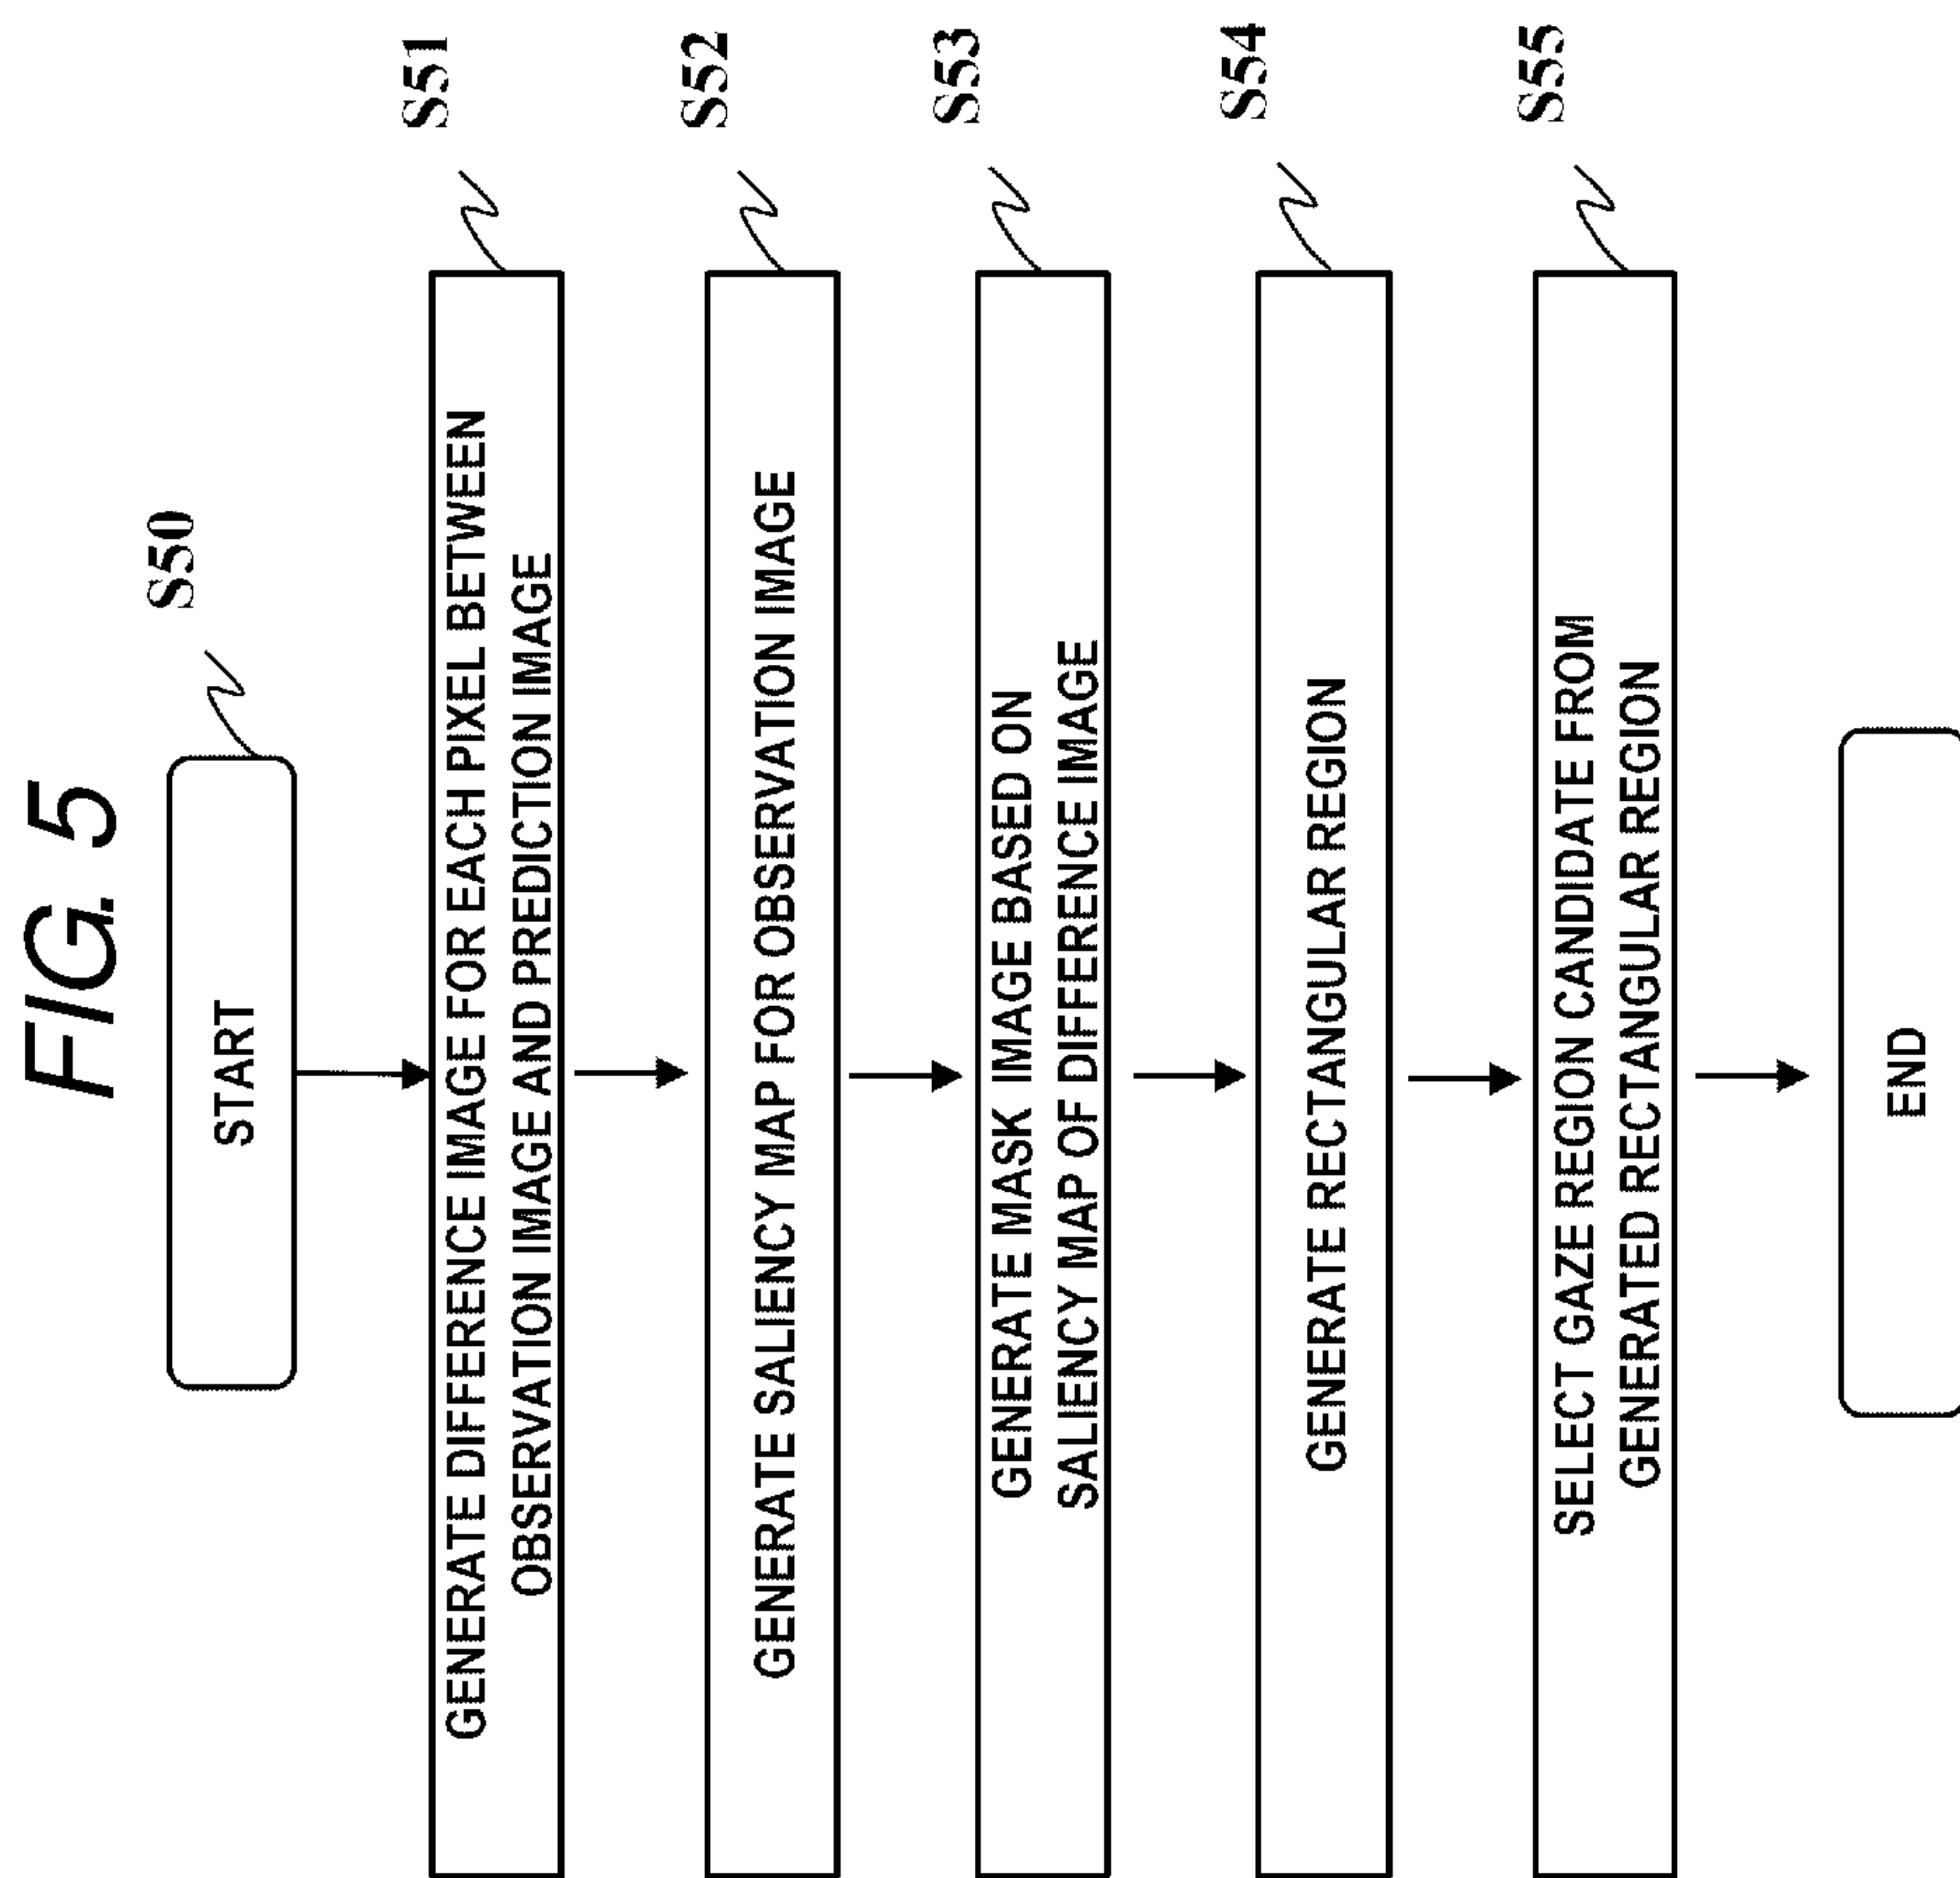 FIG. 5
S50
START
S51
GENERATE DIFFERENCE IMAGE FOR EACH PIXEL BETWEEN
OBSERVATION IMAGE AND PREDICTION IMAGE
S52
GENERATE SALIENCY MAP FOR OBSERVATION IMAGE
S53
GENERATE MASK IMAGE BASED ON
SALIENCY MAP OF DIFFERENCE IMAGE
S54
GENERATE RECTANGULAR REGION
S55
SELECT GAZE REGION CANDIDATE FROM
GENERATED RECTANGULAR REGION
END